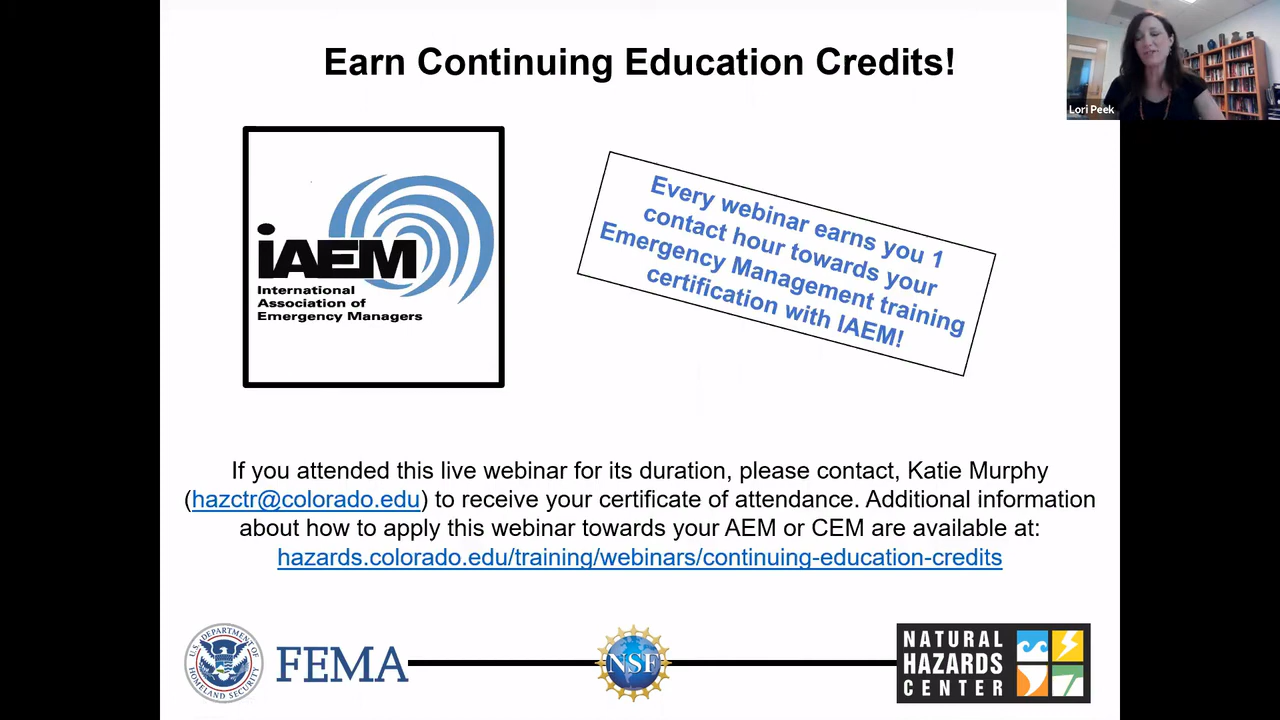 Earn Continuing Education Credits!
Lori Peek
iAEM
International
Association of
Emergency Managers
Every webinar earns you 1
contact hour towards your
Emergency Management training
certification with IAEM!
If you attended this live webinar for its duration, please contact, Katie Murphy
(hazctr@colorado.edu) to receive your certificate of attendance. Additional information
about how to apply this webinar towards your AEM or CEM are available at:
hazards.colorado.edu/training/webinars/continuing-education-credits
U.S. DEPARTMENT OF
HOMELAND SECURITY
FEMA
NSF
NATURAL
HAZARDS
CENTER